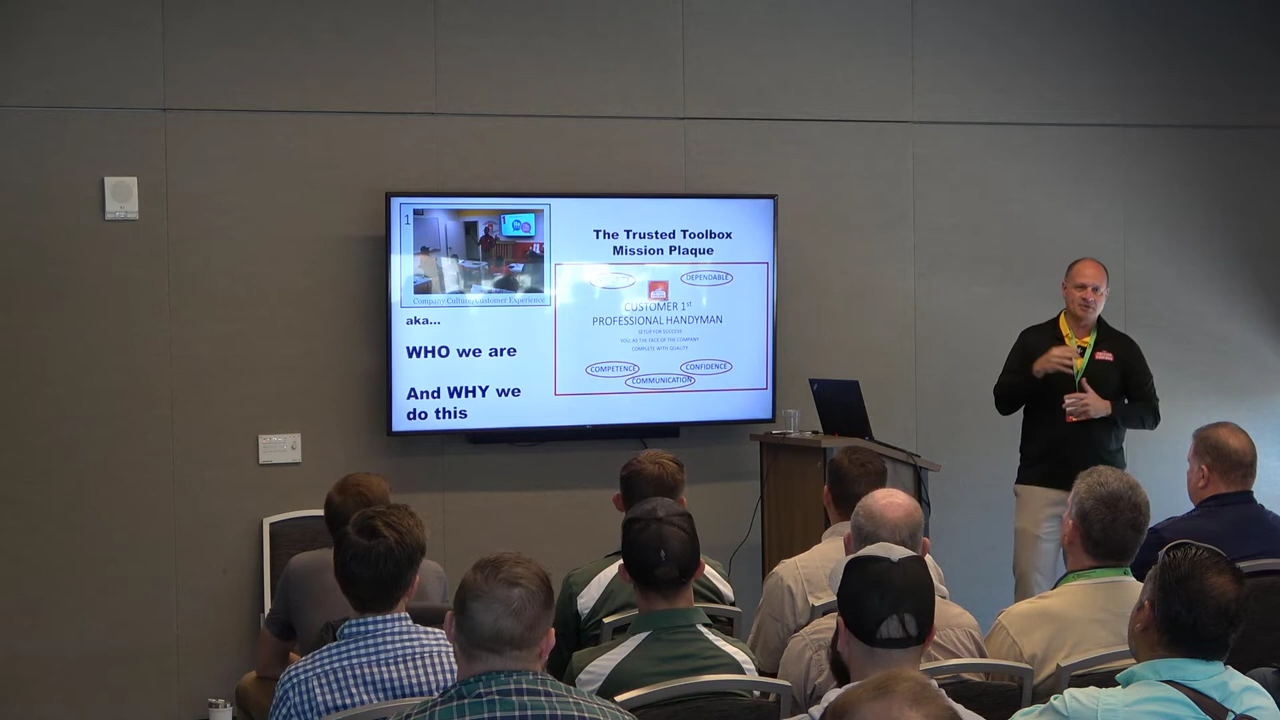 1
Company Culture/Customer Experience
aka...
WHO we are
And WHY we
do this
The Trusted Toolbox
Mission Plaque
DEPENDABLE
CUSTOMER 1st
PROFESSIONAL HANDYMAN
SETUP FOR SUCCESS
YOU, AS THE FACE OF THE COMPANY
COMPLETE WITH QUALITY
COMPETENCE
CONFIDENCE
COMMUNICATION